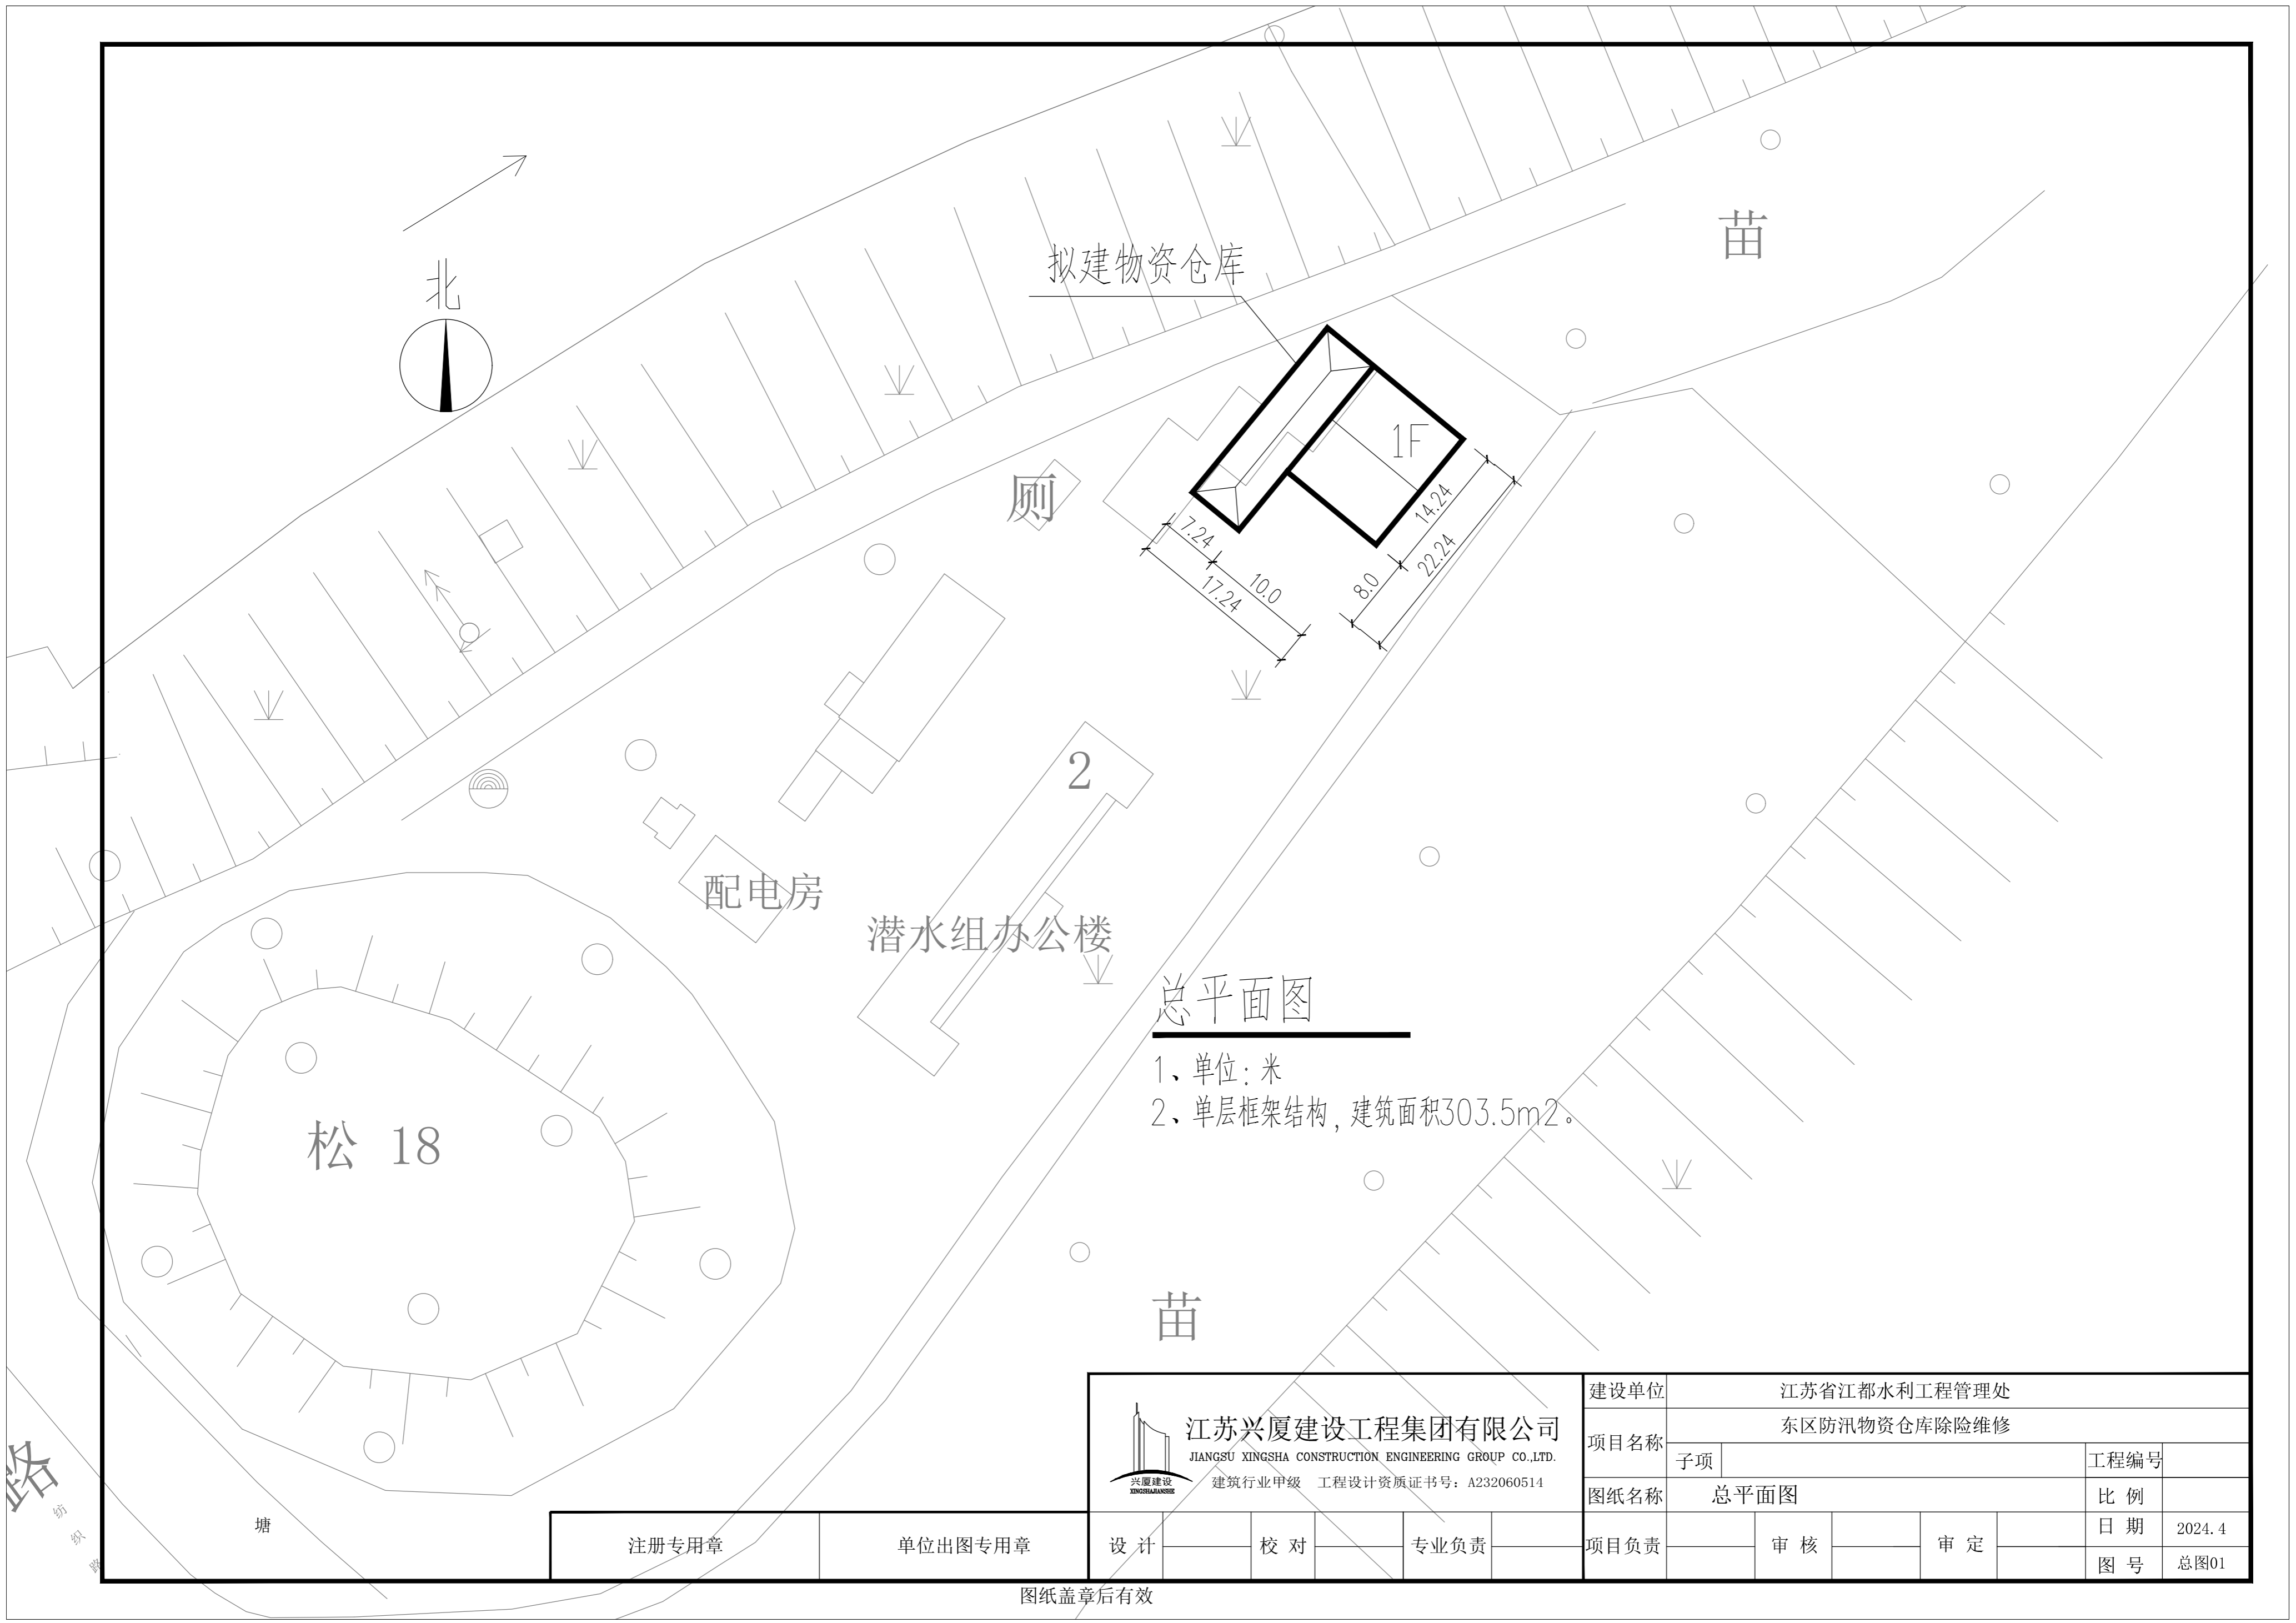 苗
拟建物资仓库
北
1F
厕
14.24
22.24
8.0
7.24
10.0
17.24
2
配电房
潜水组办公楼
总平面图
1、单位:米
2、单层框架结构,建筑面积303.5m2。
松 18
苗
路
纺
织
路
塘
江苏兴厦建设工程集团有限公司
JIANGSU XINGSHA CONSTRUCTION ENGINEERING GROUP CO.,LTD.
建筑行业甲级 工程设计资质证书号: A232060514
兴厦建设
XINGSHAJIANSHE
建设单位 江苏省江都水利工程管理处
项目名称 东区防汛物资仓库除险维修
子项 工程编号
图纸名称 总平面图 比 例
注册专用章 单位出图专用章 设 计 校 对 专业负责 项目负责 审 核 审 定 日 期 2024.4
图 号 总图01
图纸盖章后有效